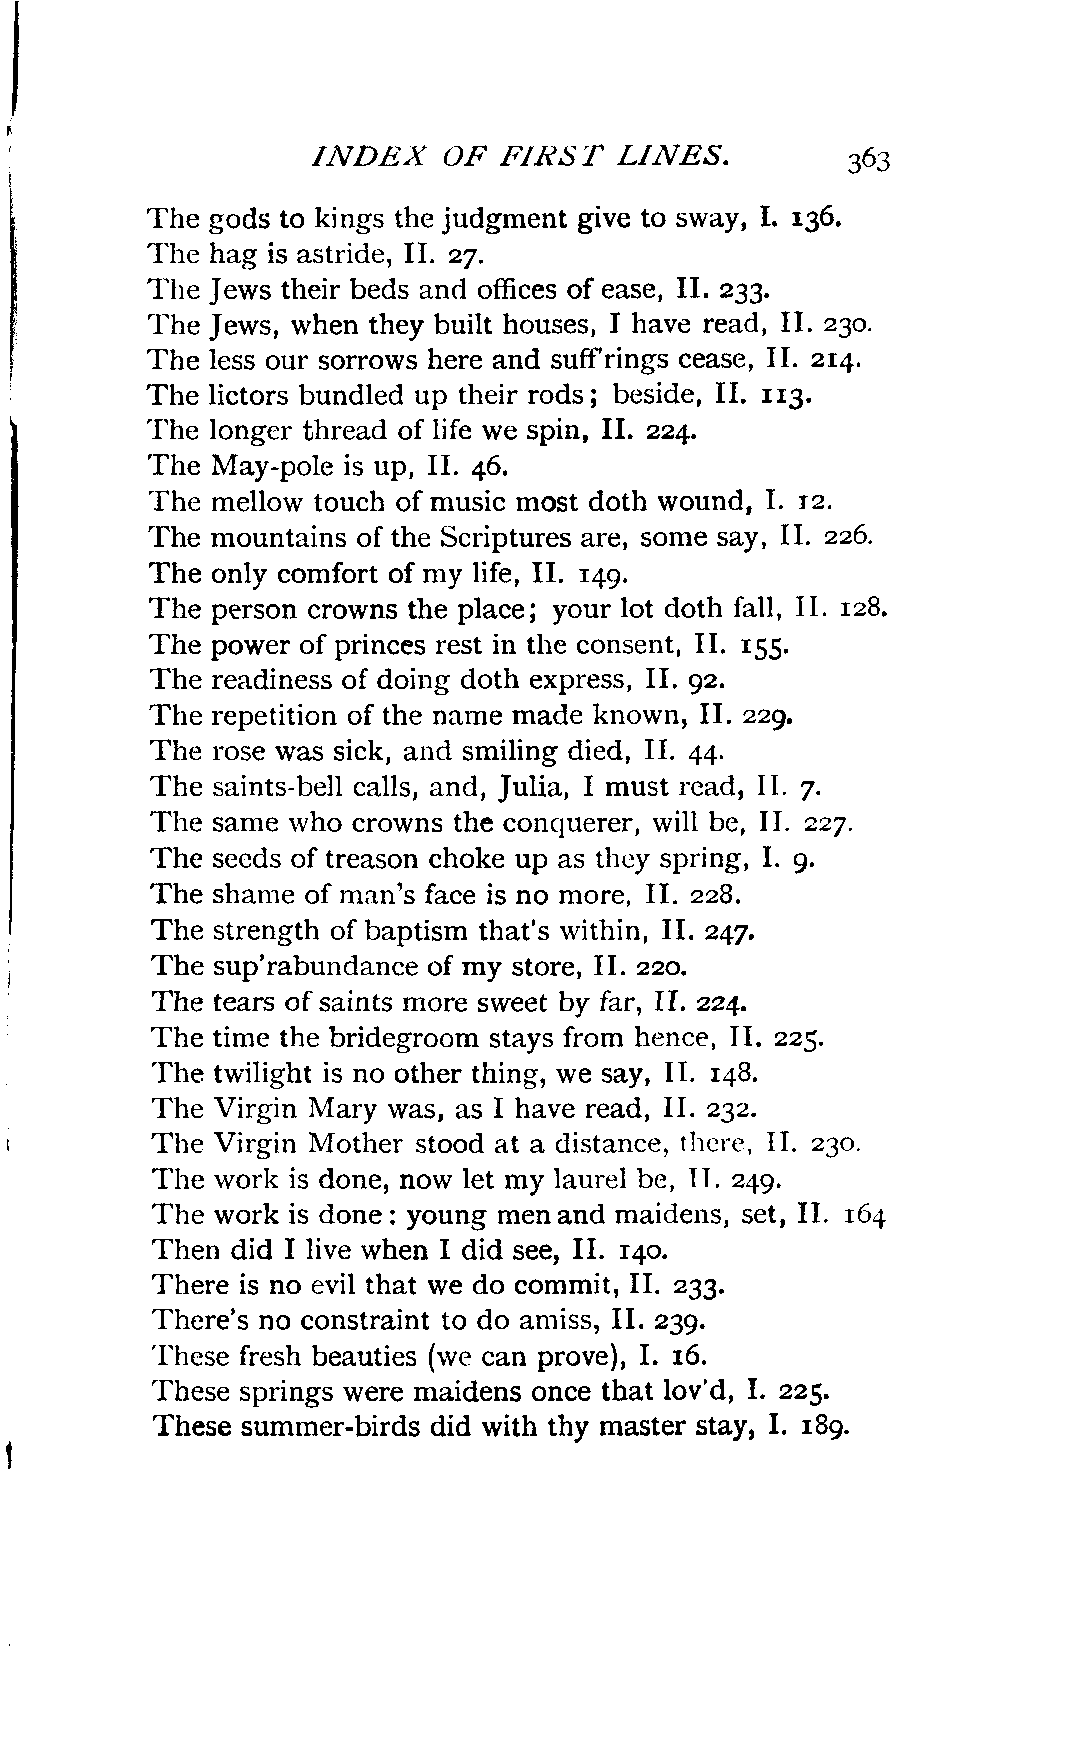 INDEX OF FIRST LINES. 363
The gods to kings the judgment give to sway, I. 136.
The hag is astride, II. 27.
The Jews their beds and offices of ease, II. 233.
The Jews, when they built houses, I have read, II. 230.
The less our sorrows here and suff'rings cease, II. 214.
The lictors bundled up their rods; beside, II. 113.
The longer thread of life we spin, II. 224.
The May-pole is up, II. 46.
The mellow touch of music most doth wound, I. 12.
The mountains of the Scriptures are, some say, II. 226.
The only comfort of my life, II. 149.
The person crowns the place; your lot doth fall, II. 128.
The power of princes rest in the consent, II. 155.
The readiness of doing doth express, II. 92.
The repetition of the name made known, II. 229.
The rose was sick, and smiling died, II. 44.
The saints-bell calls, and, Julia, I must read, II. 7.
The same who crowns the conquerer, will be, II. 227.
The seeds of treason choke up as they spring, I. 9.
The shame of man's face is no more, II. 228.
The strength of baptism that's within, II. 247.
The sup'rabundance of my store, II. 220.
The tears of saints more sweet by far, II. 224.
The time the bridegroom stays from hence, II. 225.
The twilight is no other thing, we say, II. 148.
The Virgin Mary was, as I have read, II. 232.
The Virgin Mother stood at a distance, there, II. 230.
The work is done, now let my laurel be, II. 249.
The work is done: young men and maidens, set, II. 164
Then did I live when I did see, II. 140.
There is no evil that we do commit, II. 233.
There's no constraint to do amiss, II. 239.
These fresh beauties (we can prove), I. 16.
These springs were maidens once that lov'd, I. 225.
These summer-birds did with thy master stay, I. 189.